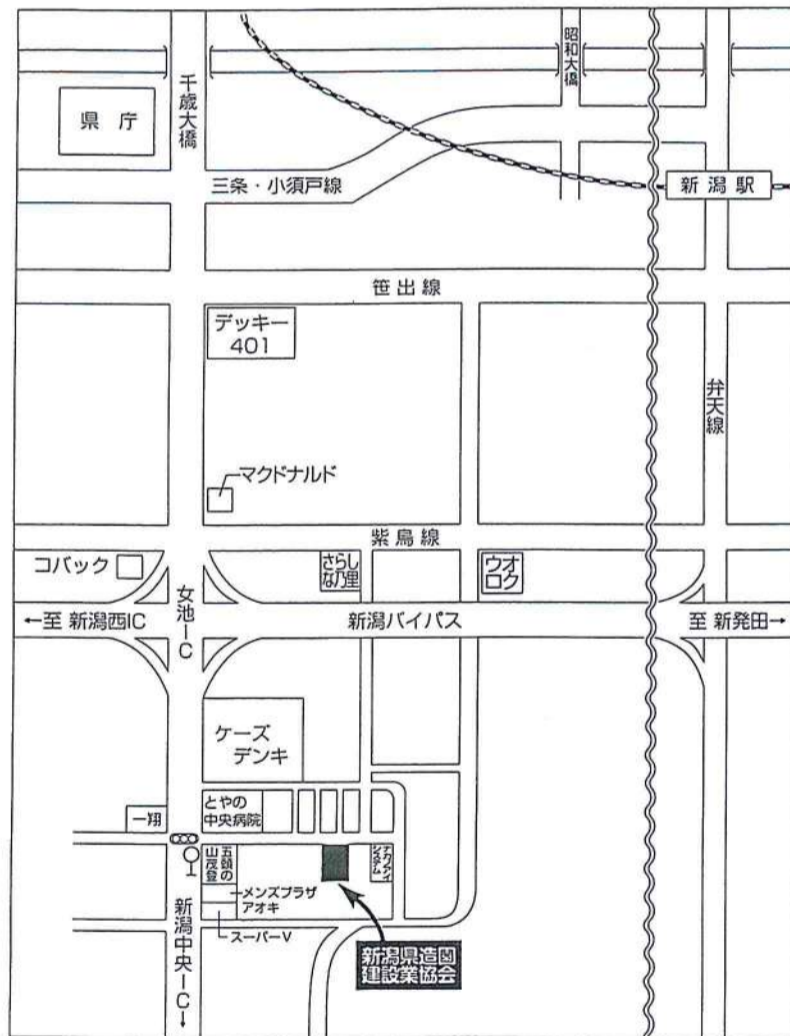 昭和大橋
千歳大橋
県庁
三条・小須戸線
新潟駅
笹出線
デッキー
401
弁天線
マクドナルド
紫鳥線
コバック
さらし
な乃里
ウオ
ロク
女池IC
←至 新潟西IC
新潟バイパス
至 新発田→
ケーズ
デンキ
とやの
中央病院
一翔
五頭の
山茂登
ナカアイ
システム
メンズプラザ
アオキ
スーパーV
新潟中央IC→
新潟県造園
建設業協会